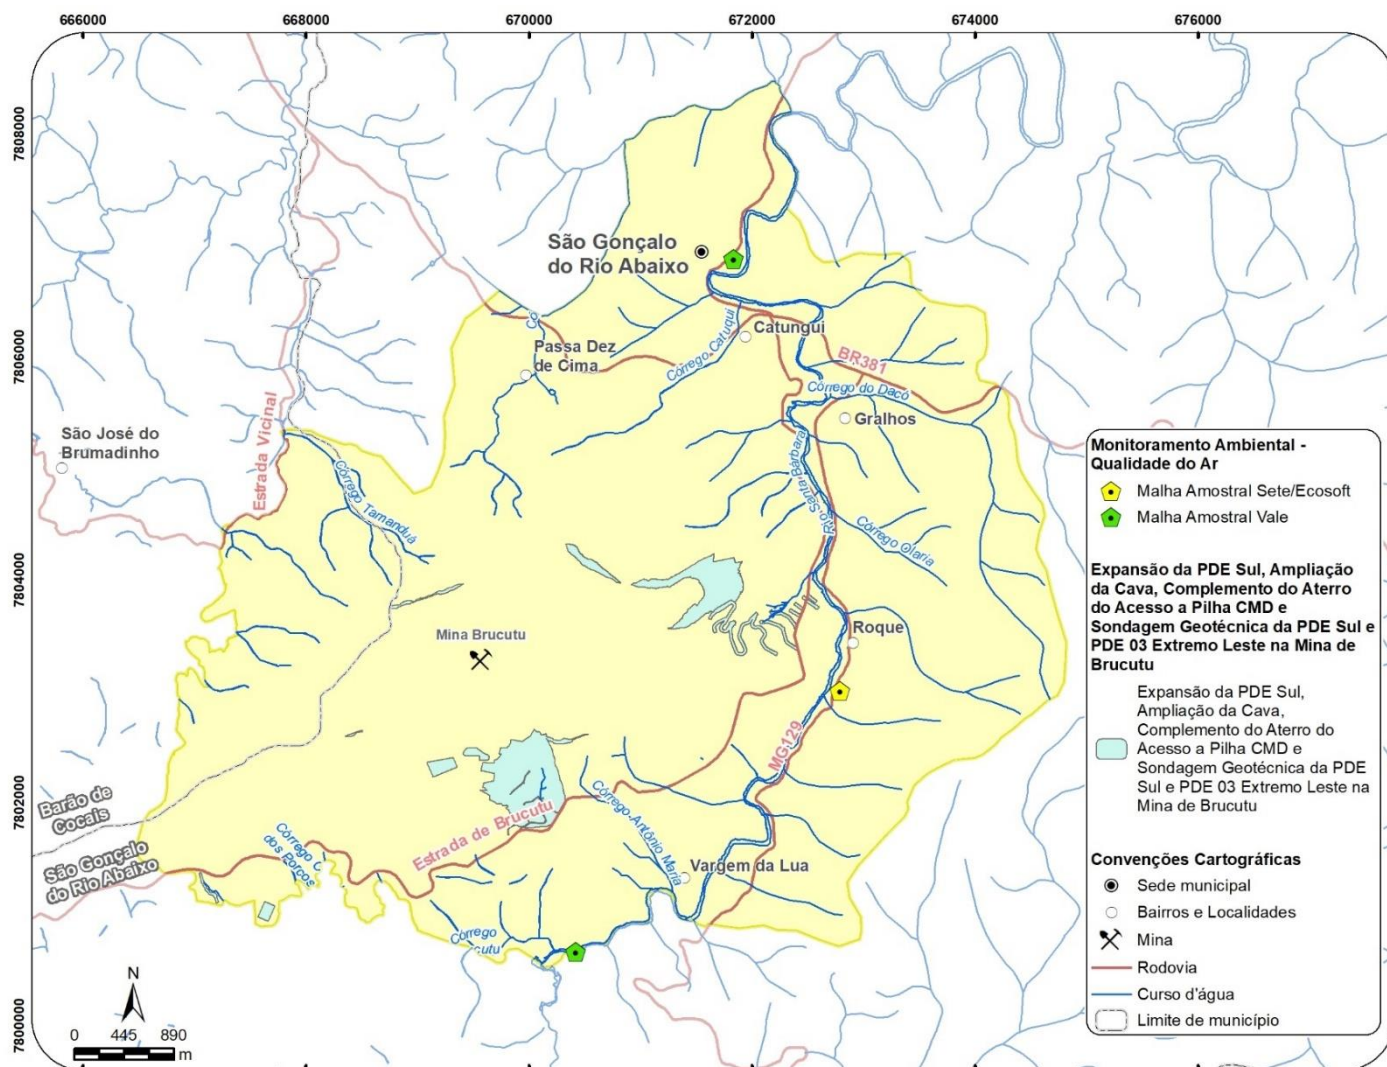 666000
668000
670000
672000
674000
676000
7808000
7806000
7804000
7802000
7800000
São Gonçalo
do Rio Abaixo
Passa Dez
de Cima
Có
Córrego Catuqui
Catungui
BR381
Córrego do Dacó
Gralhos
São José do
Brumadinho
Estrada Vicinal
Córrego Tamanduá
Rio Santa Bárbara
Córrego Olaria
Mina Brucutu
Roque
MG129
Estrada de Brucutu
Córrego Antônio Maria
Vargem da Lua
Barão de
Cocais
São Gonçalo
do Rio Abaixo
Córrego C
dos Porcos
Córrego
cutu
N
0 445 890
m
Monitoramento Ambiental -
Qualidade do Ar
Malha Amostral Sete/Ecosoft
Malha Amostral Vale
Expansão da PDE Sul, Ampliação
da Cava, Complemento do Aterro
do Acesso a Pilha CMD e
Sondagem Geotécnica da PDE Sul e
PDE 03 Extremo Leste na Mina de
Brucutu
Expansão da PDE Sul,
Ampliação da Cava,
Complemento do Aterro do
Acesso a Pilha CMD e
Sondagem Geotécnica da PDE
Sul e PDE 03 Extremo Leste na
Mina de Brucutu
Convenções Cartográficas
Sede municipal
Bairros e Localidades
Mina
Rodovia
Curso d'água
Limite de município